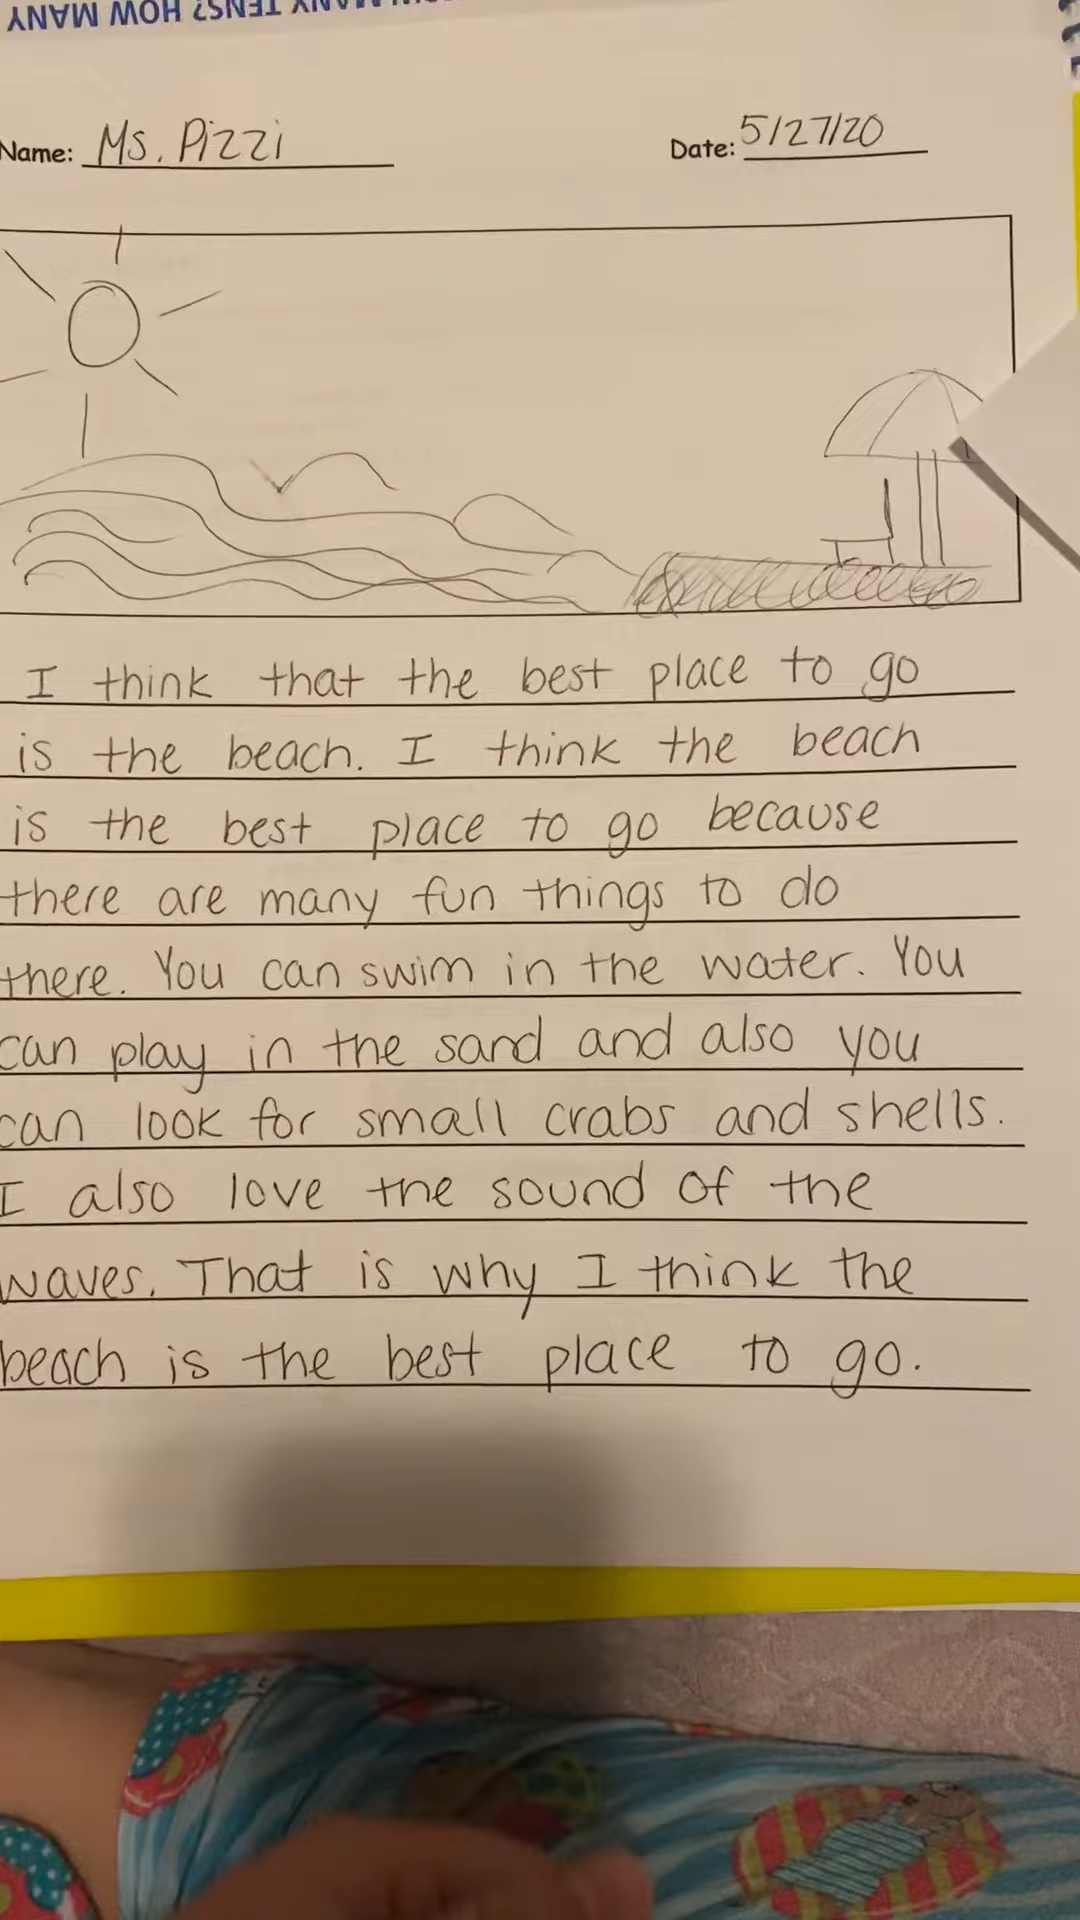 MANY TENS? HOW MANY
Name: Ms. Pizzi
Date: 5/27/20
I think that the best place to go
is the beach. I think the beach
is the best place to go because
there are many fun things to do
there. You can swim in the water. You
can play in the sand and also you
can look for small crabs and shells.
I also love the sound of the
waves. That is why I think the
beach is the best place to go.